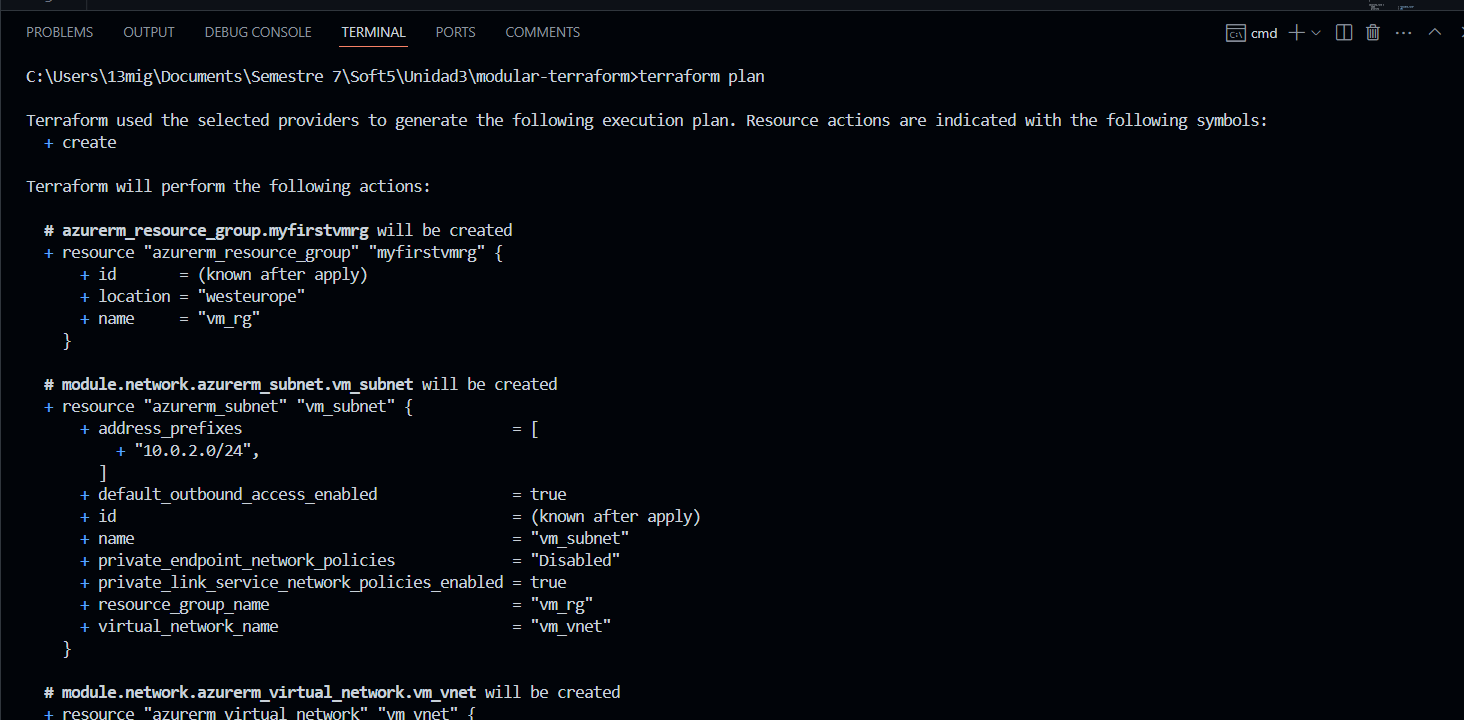 PROBLEMS OUTPUT DEBUG CONSOLE TERMINAL PORTS COMMENTS cmd
C:\Users\13mig\Documents\Semestre 7\Soft5\Unidad3\modular-terraform>terraform plan
Terraform used the selected providers to generate the following execution plan. Resource actions are indicated with the following symbols:
+ create
Terraform will perform the following actions:
# azurerm_resource_group.myfirstvmrg will be created
+ resource "azurerm_resource_group" "myfirstvmrg" {
+ id = (known after apply)
+ location = "westeurope"
+ name = "vm_rg"
}
# module.network.azurerm_subnet.vm_subnet will be created
+ resource "azurerm_subnet" "vm_subnet" {
+ address_prefixes = [
+ "10.0.2.0/24",
]
+ default_outbound_access_enabled = true
+ id = (known after apply)
+ name = "vm_subnet"
+ private_endpoint_network_policies = "Disabled"
+ private_link_service_network_policies_enabled = true
+ resource_group_name = "vm_rg"
+ virtual_network_name = "vm_vnet"
}
# module.network.azurerm_virtual_network.vm_vnet will be created
+ resource "azurerm_virtual_network" "vm_vnet" {